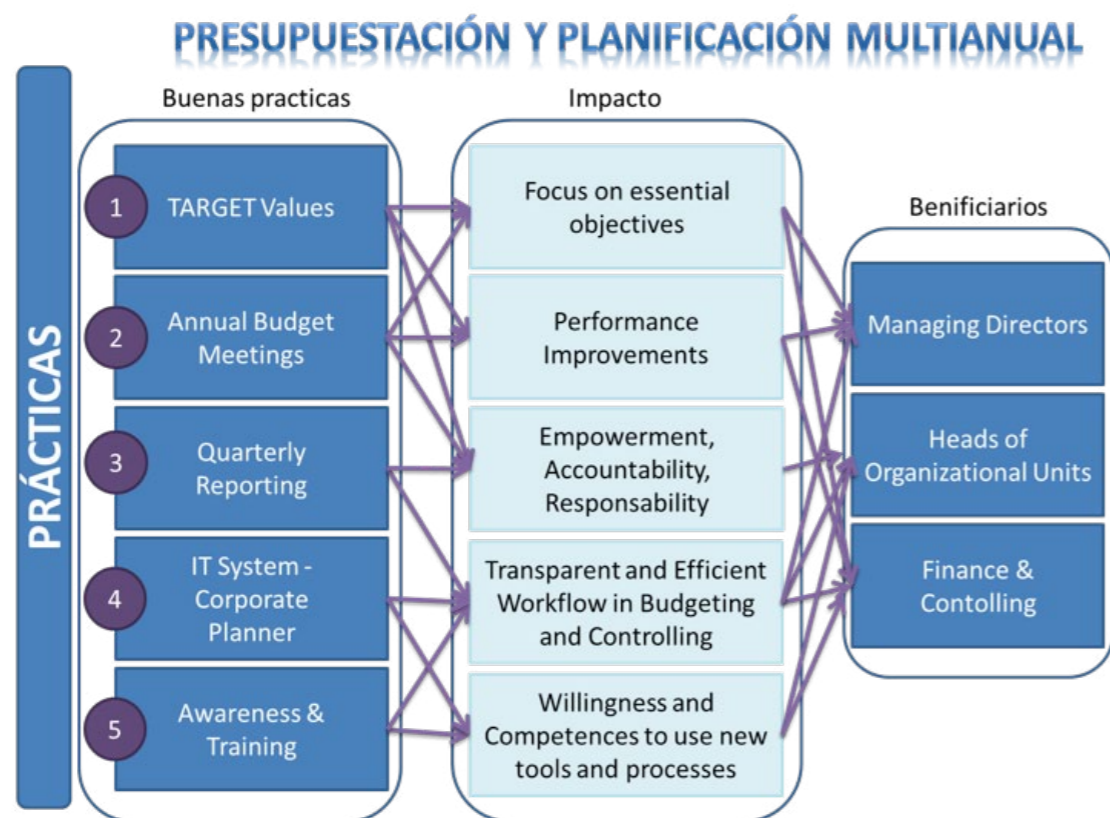 PRESUPUESTACIÓN Y PLANIFICACIÓN MULTIANUAL
PRÁCTICAS
Buenas practicas
1
TARGET Values
2
Annual Budget
Meetings
3
Quarterly
Reporting
4
IT System -
Corporate
Planner
5
Awareness &
Training
Impacto
Focus on essential
objectives
Performance
Improvements
Empowerment,
Accountability,
Responsability
Transparent and Efficient
Workflow in Budgeting
and Controlling
Willingness and
Competences to use new
tools and processes
Benificiarios
Managing Directors
Heads of
Organizational Units
Finance &
Contolling